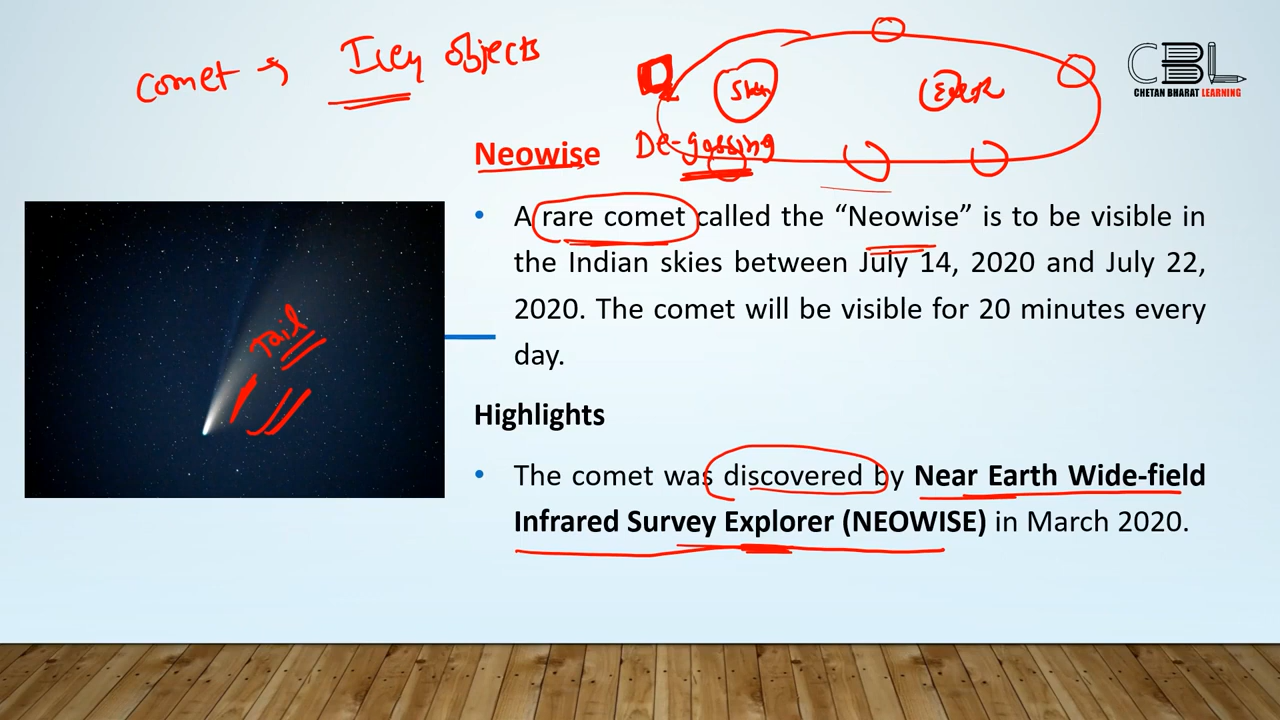 comet → Icey objects
CBL
CHETAN BHARAT LEARNING
Sun
Earth
De-gassing
Neowise
• A rare comet called the “Neowise” is to be visible in
the Indian skies between July 14, 2020 and July 22,
2020. The comet will be visible for 20 minutes every
day.
Tail
Highlights
• The comet was discovered by Near Earth Wide-field
Infrared Survey Explorer (NEOWISE) in March 2020.